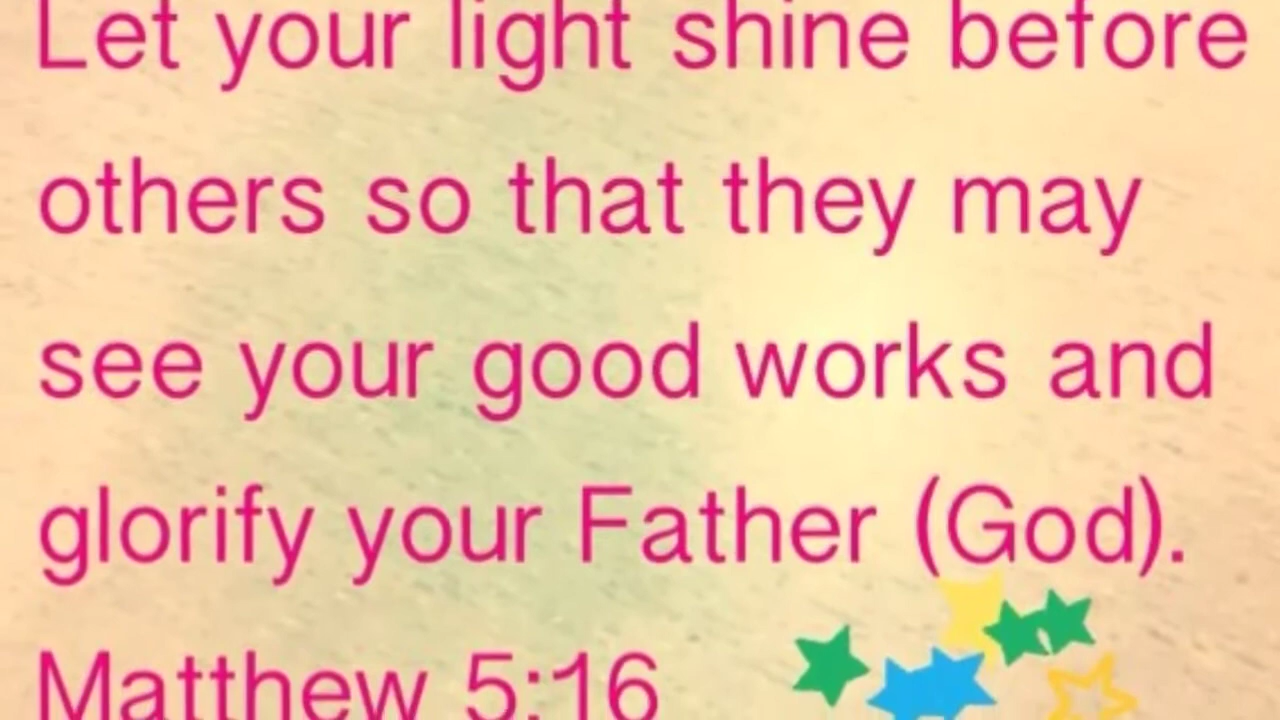 Let your light shine before
others so that they may
see your good works and
glorify your Father (God).
Matthew 5:16